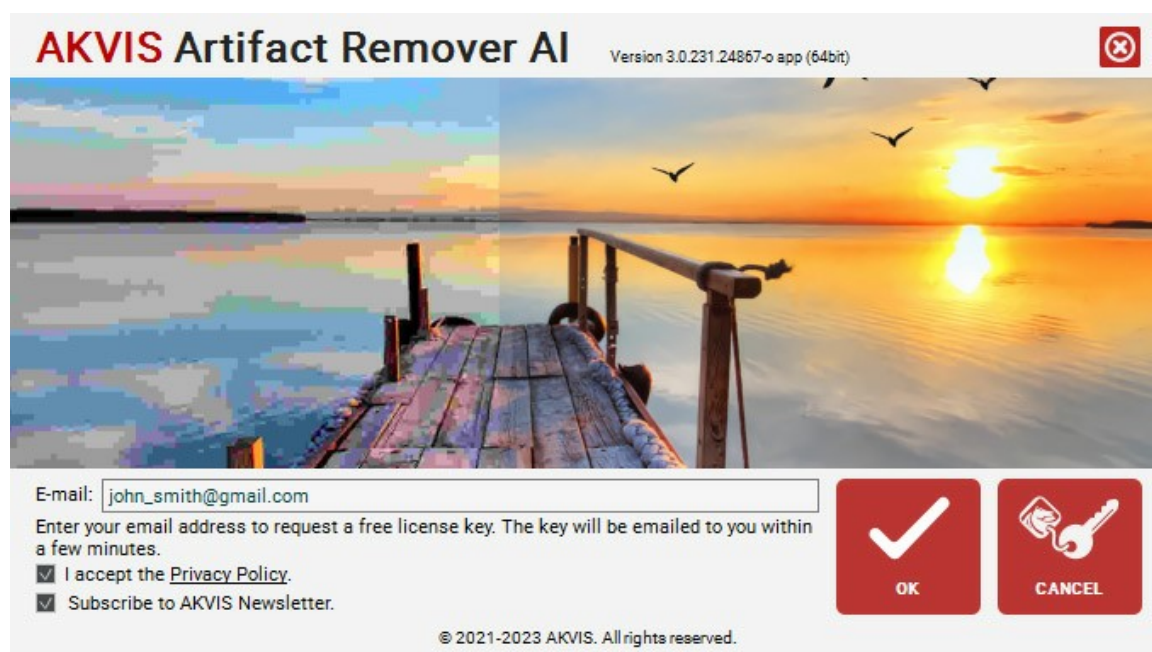 AKVIS Artifact Remover AI Version 3.0.231.24867-o app (64bit)
E-mail: john_smith@gmail.com
Enter your email address to request a free license key. The key will be emailed to you within
a few minutes.
I accept the Privacy Policy.
Subscribe to AKVIS Newsletter.
OK
CANCEL
© 2021-2023 AKVIS. All rights reserved.